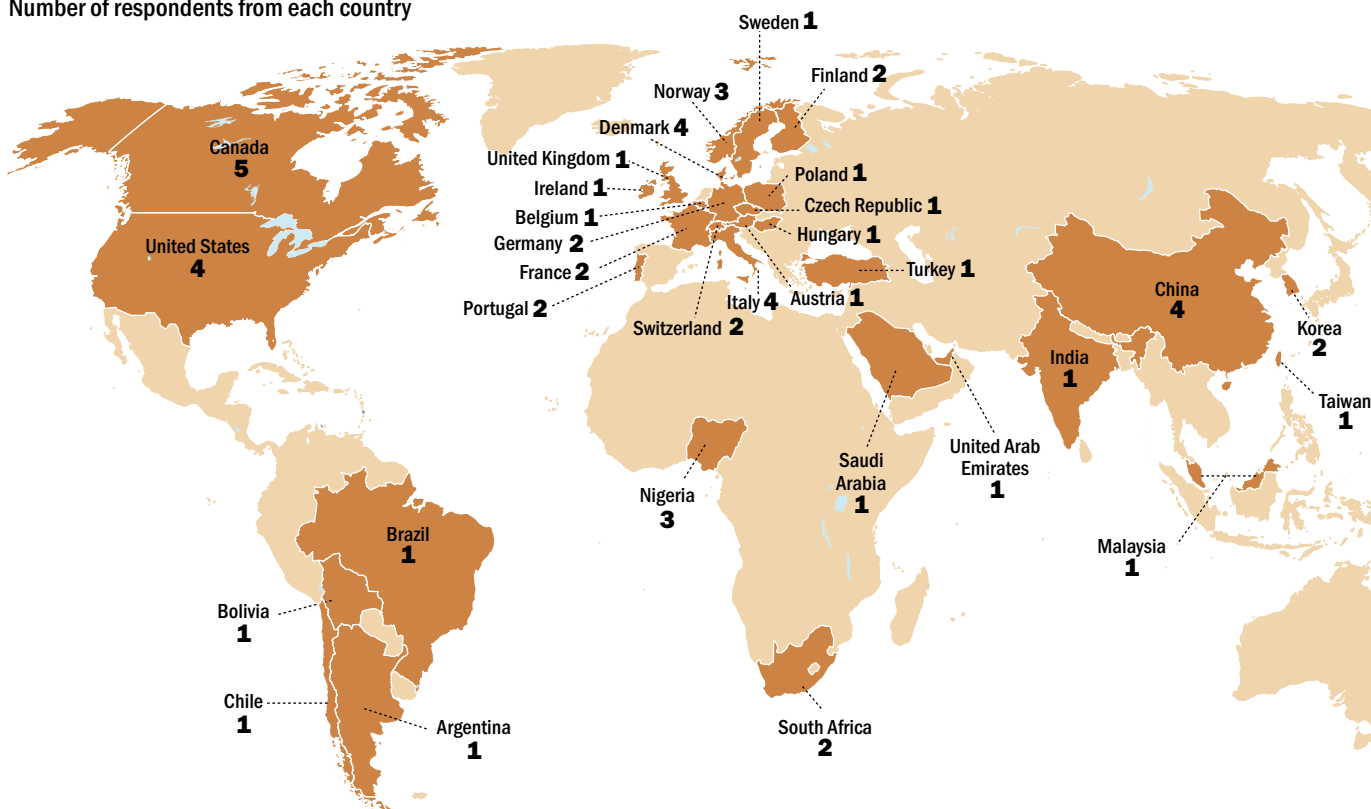 Number of respondents from each country
Sweden 1
Finland 2
Norway 3
Denmark 4
United Kingdom 1
Ireland 1
Belgium 1
Germany 2
France 2
Portugal 2
Switzerland 2
Italy 4
Austria 1
Poland 1
Czech Republic 1
Hungary 1
Turkey 1
Canada
5
United States
4
China
4
Korea
2
India
1
Taiwan
1
Saudi
Arabia
1
United Arab
Emirates
1
Nigeria
3
Malaysia
1
Brazil
1
Bolivia
1
Chile
1
Argentina
1
South Africa
2